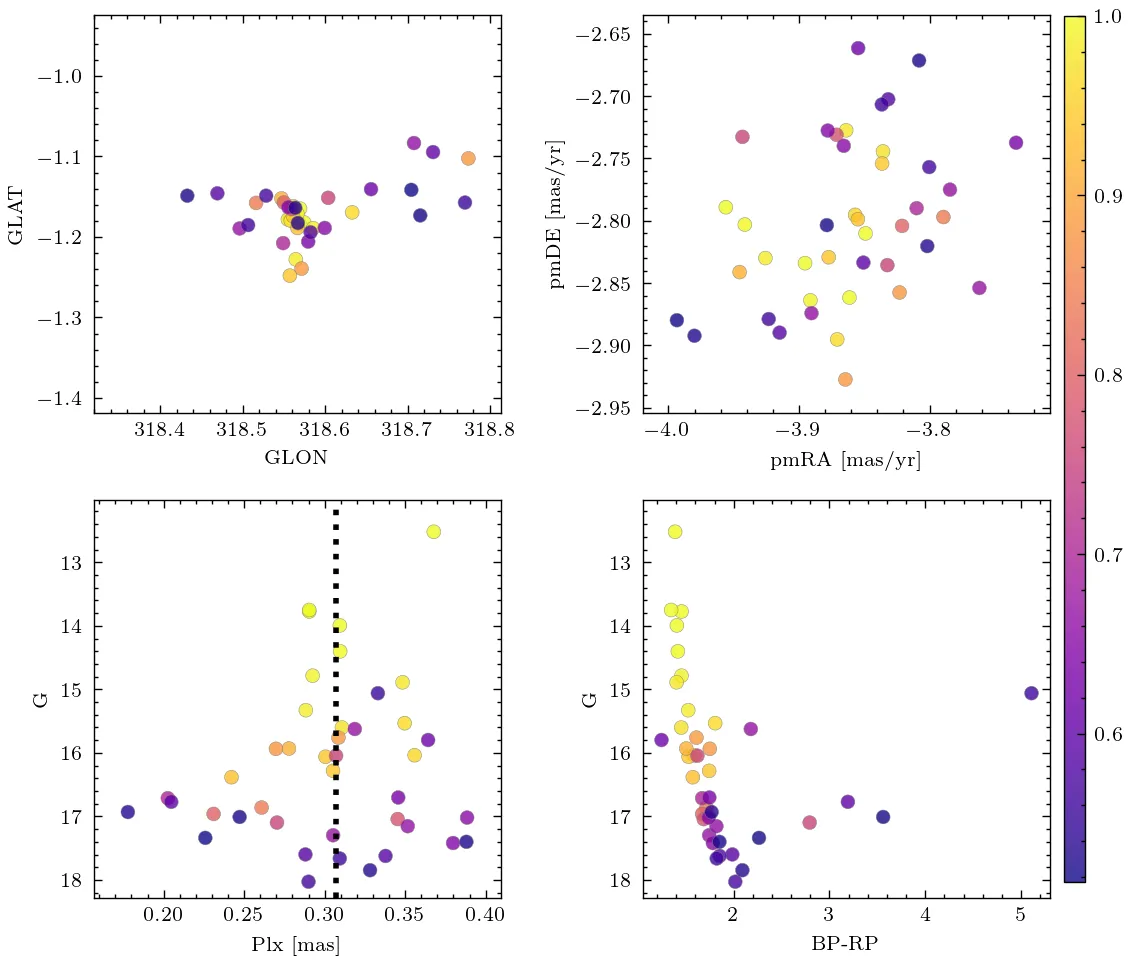 −1.0
−1.1
−1.2
−1.3
−1.4
GLAT
318.4 318.5 318.6 318.7 318.8
GLON
−2.65
−2.70
−2.75
−2.80
−2.85
−2.90
−2.95
pmDE [mas/yr]
−4.0 −3.9 −3.8
pmRA [mas/yr]
1.0
0.9
0.8
0.7
0.6
13
14
15
16
17
18
G
0.20 0.25 0.30 0.35 0.40
Plx [mas]
13
14
15
16
17
18
G
2 3 4 5
BP-RP